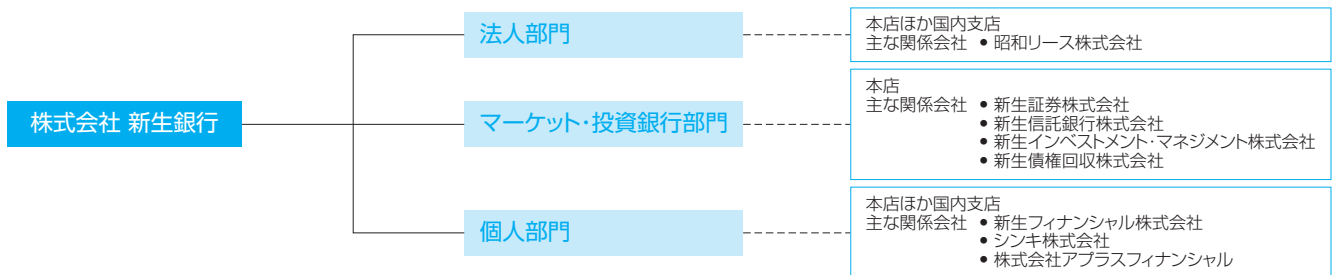 株式会社 新生銀行
法人部門
本店ほか国内支店
主な関係会社 • 昭和リース株式会社
マーケット・投資銀行部門
本店
主な関係会社 • 新生証券株式会社
• 新生信託銀行株式会社
• 新生インベストメント・マネジメント株式会社
• 新生債権回収株式会社
個人部門
本店ほか国内支店
主な関係会社 • 新生フィナンシャル株式会社
• シンキ株式会社
• 株式会社アプラスフィナンシャル